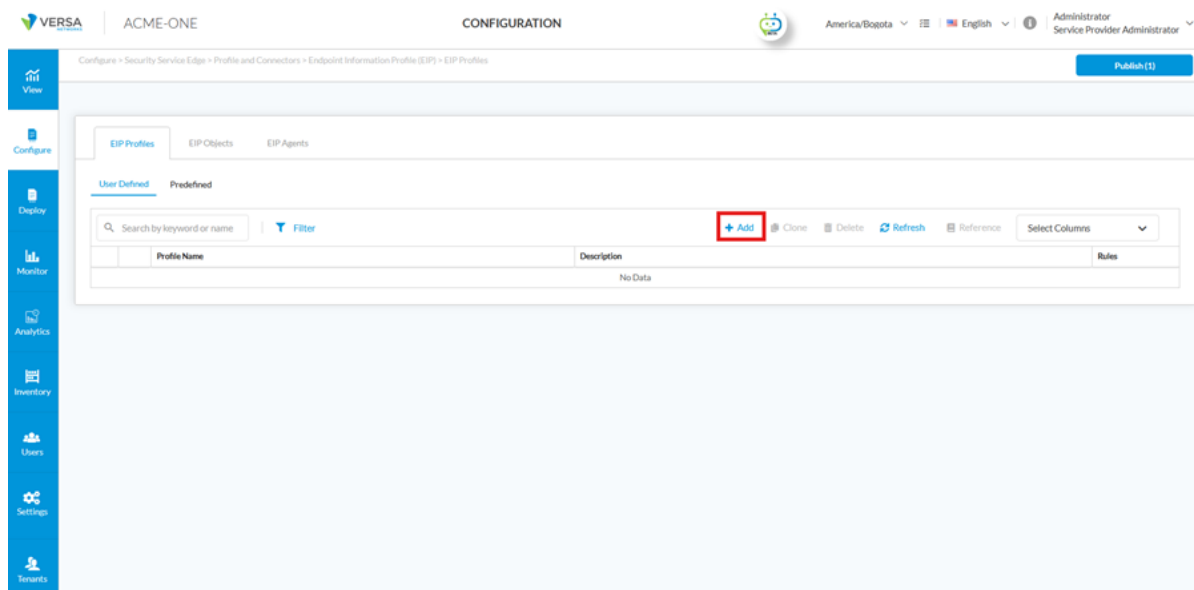 VERSA
NETWORKS
ACME-ONE
CONFIGURATION
America/Bogota
English
Administrator
Service Provider Administrator
Configure > Security Service Edge > Profile and Connectors > Endpoint Information Profile (EIP) > EIP Profiles
Publish (1)
View
Configure
Deploy
Monitor
Analytics
Inventory
Users
Settings
Tenants
EIP Profiles EIP Objects EIP Agents
User Defined Predefined
Search by keyword or name Filter + Add Clone Delete Refresh Reference Select Columns
Profile Name Description Rules
No Data